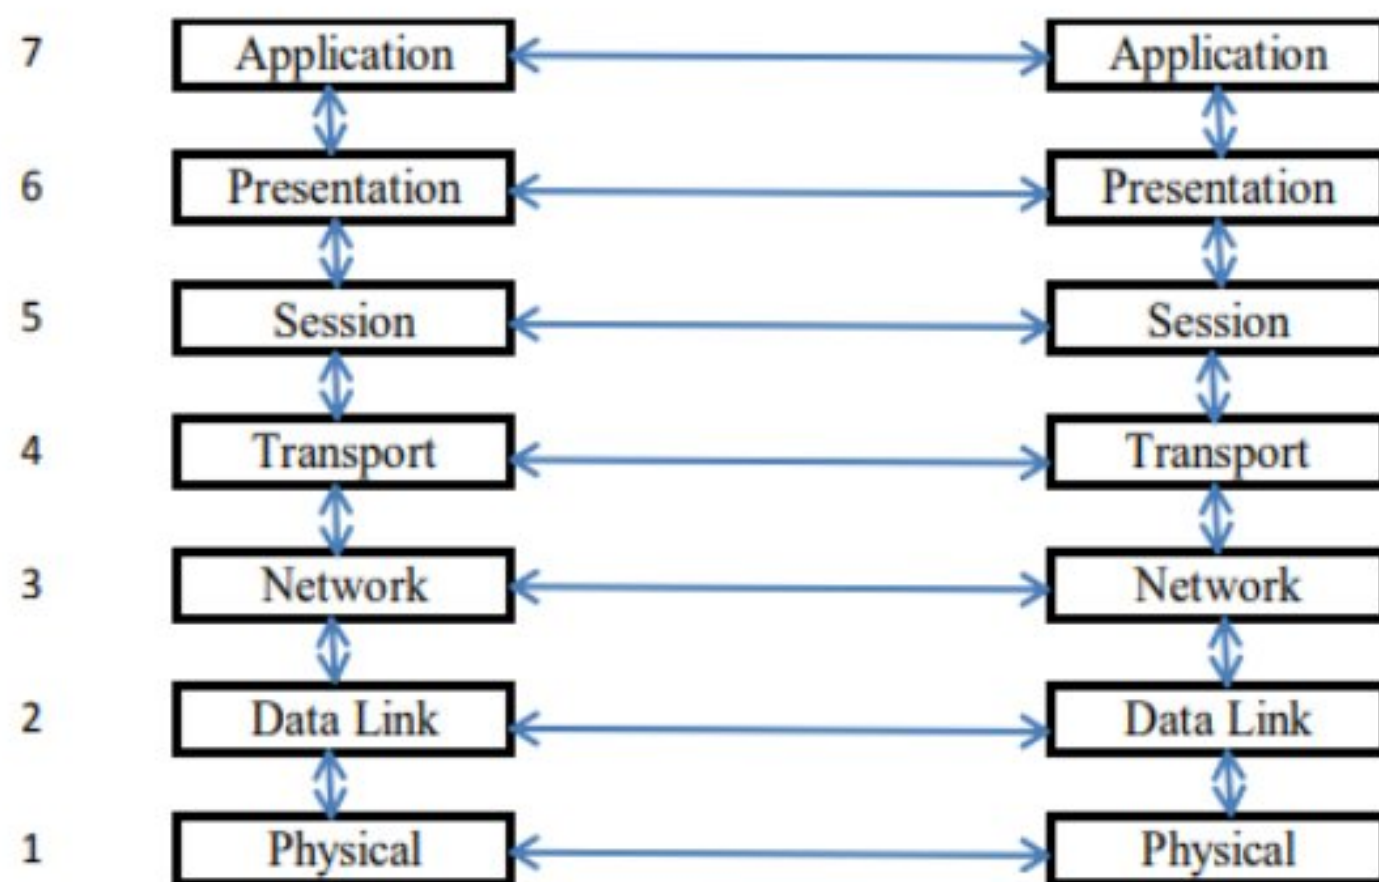 7 Application Application
6 Presentation Presentation
5 Session Session
4 Transport Transport
3 Network Network
2 Data Link Data Link
1 Physical Physical